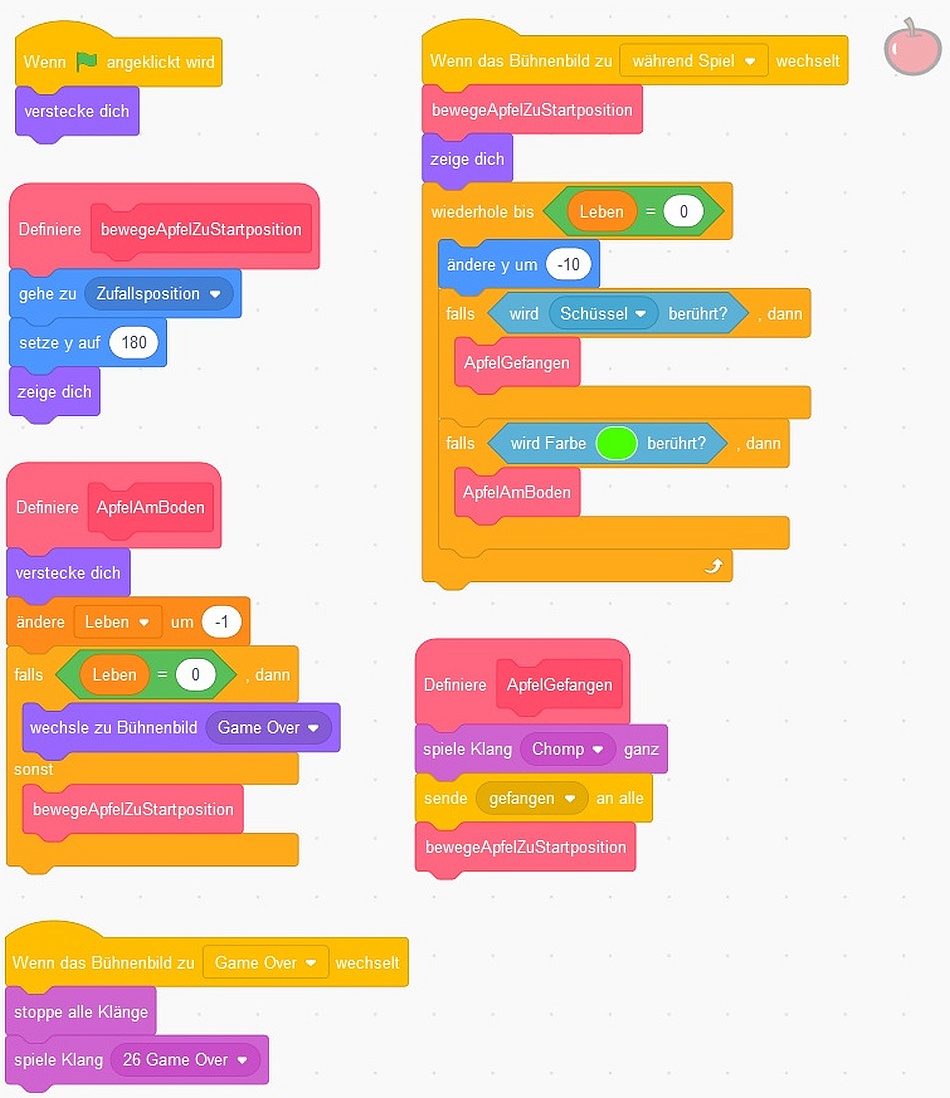 Wenn angeklickt wird
verstecke dich
Definiere bewegeApfelZuStartposition
gehe zu Zufallsposition
setze y auf 180
zeige dich
Definiere ApfelAmBoden
verstecke dich
ändere Leben um -1
falls Leben = 0 , dann
wechsle zu Bühnenbild Game Over
sonst
bewegeApfelZuStartposition
Wenn das Bühnenbild zu Game Over wechselt
stoppe alle Klänge
spiele Klang 26 Game Over
Wenn das Bühnenbild zu während Spiel wechselt
bewegeApfelZuStartposition
zeige dich
wiederhole bis Leben = 0
ändere y um -10
falls wird Schüssel berührt? , dann
ApfelGefangen
falls wird Farbe berührt? , dann
ApfelAmBoden
Definiere ApfelGefangen
spiele Klang Chomp ganz
sende gefangen an alle
bewegeApfelZuStartposition